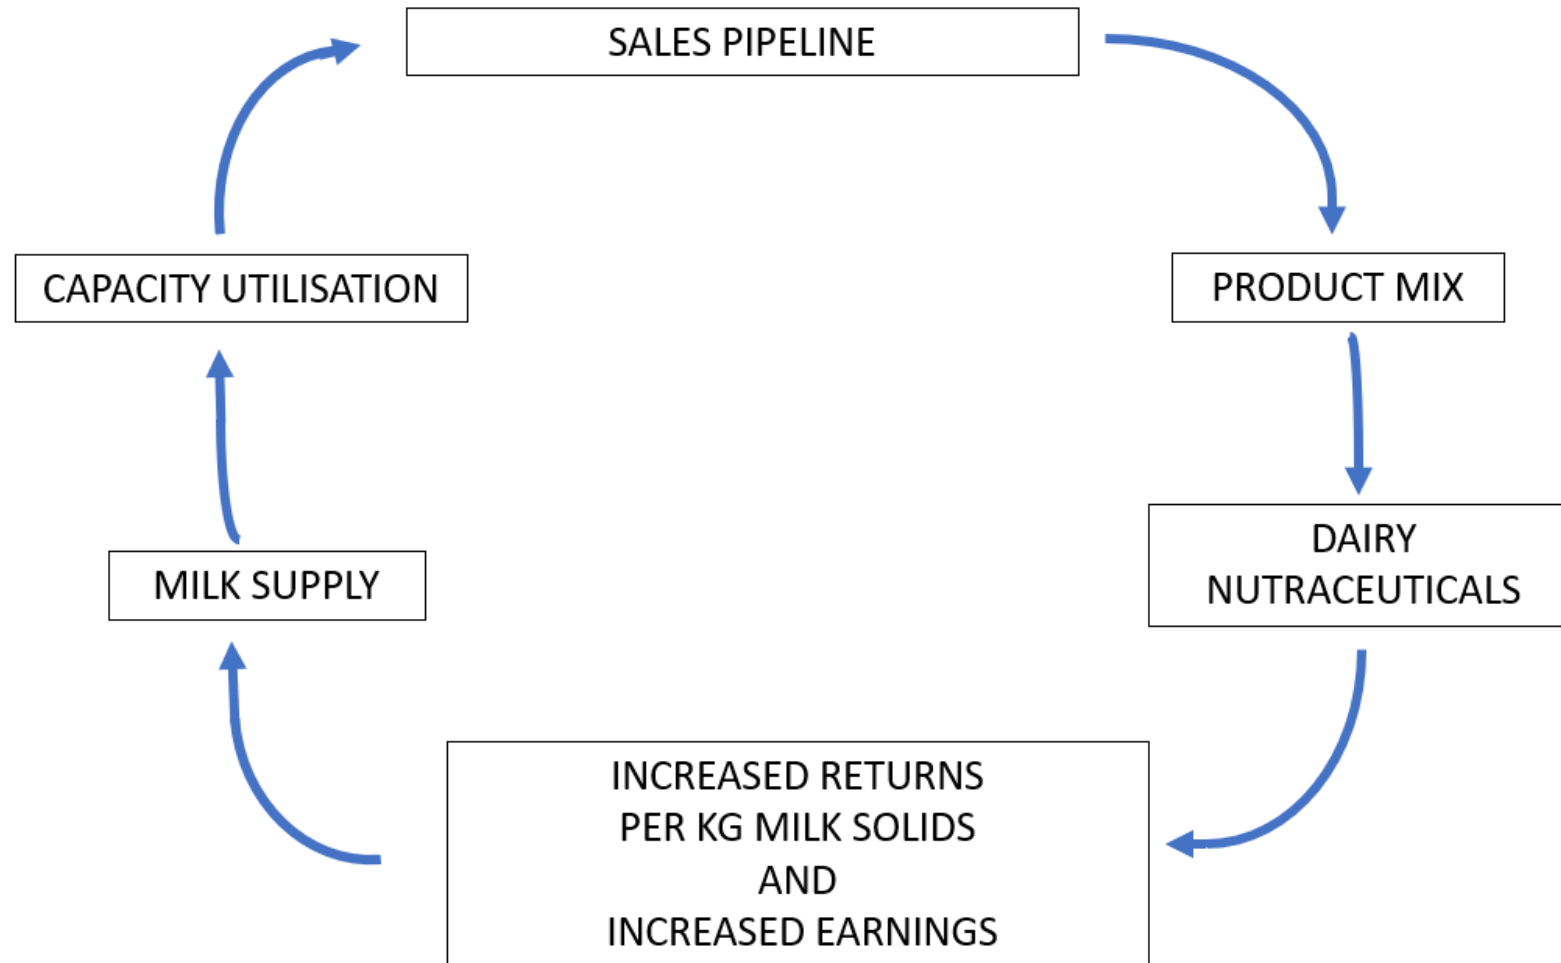 SALES PIPELINE
CAPACITY UTILISATION
PRODUCT MIX
DAIRY
NUTRACEUTICALS
MILK SUPPLY
INCREASED RETURNS
PER KG MILK SOLIDS
AND
INCREASED EARNINGS